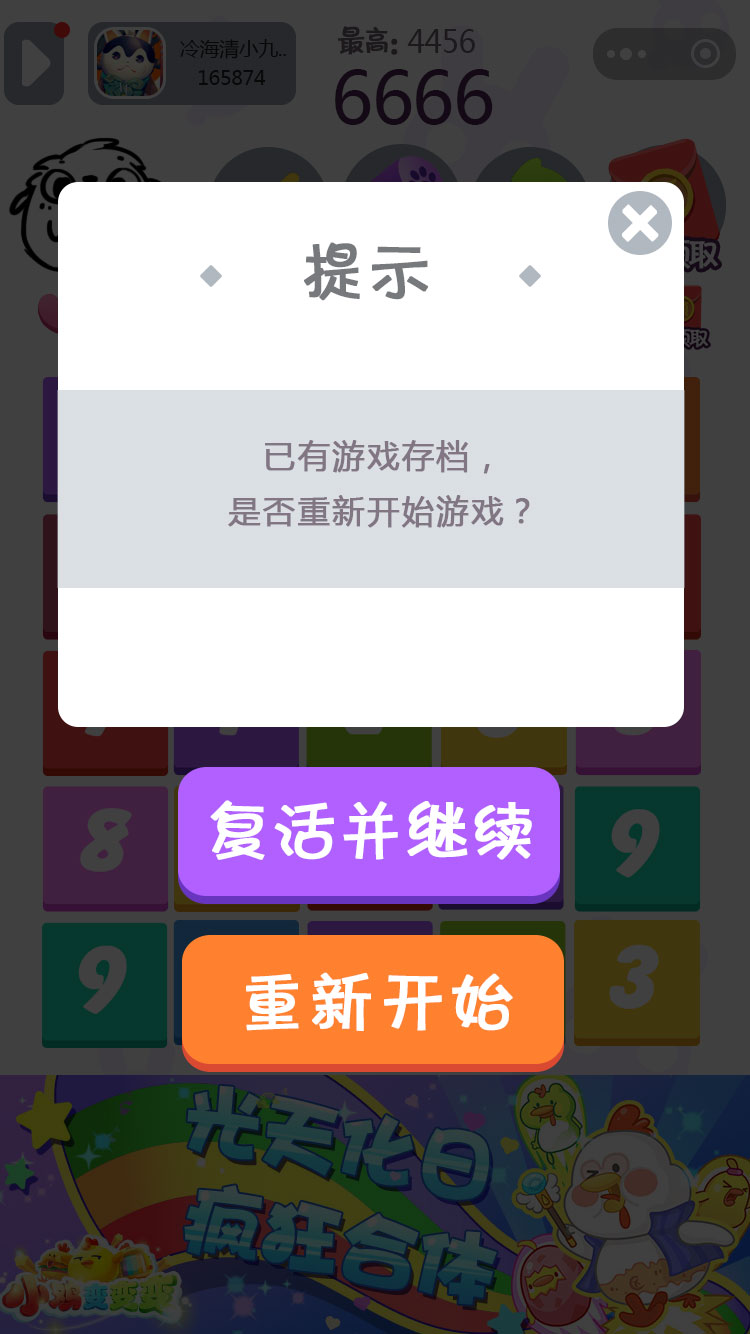 冷海清小九..
165874
最高: 4456
6666
领取
领取
提示
已有游戏存档，
是否重新开始游戏？
8
9
复活并继续
9
3
重新开始
光天化日
疯狂合体
小鸡变变变